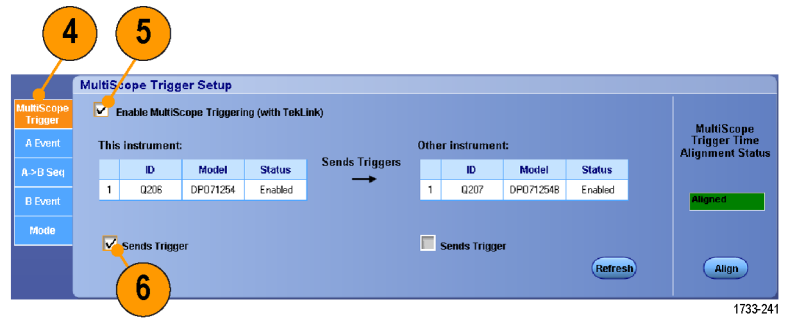 4
5
MultiScope Trigger Setup
MultiScope
Trigger
A Event
A->B Seq
B Event
Mode
Enable MultiScope Triggering (with TekLink)
This instrument:
ID Model Status
1 Q206 DPO71254 Enabled
Sends Triggers
Other instrument:
ID Model Status
1 Q207 DPO71254B Enabled
Sends Trigger
Sends Trigger
6
Refresh
MultiScope
Trigger Time
Alignment Status
Aligned
Align
1733-241